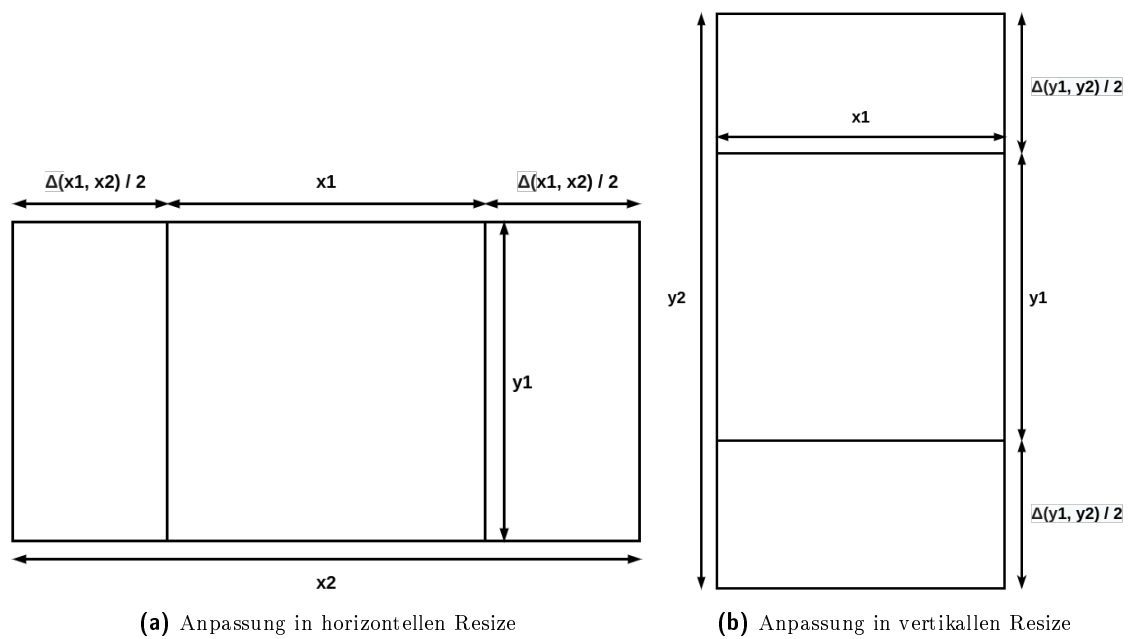 Δ(x1, x2) / 2
x1
Δ(x1, x2) / 2
y1
x2
(a) Anpassung in horizontellen Resize
Δ(y1, y2) / 2
x1
y2
y1
Δ(y1, y2) / 2
(b) Anpassung in vertikallen Resize